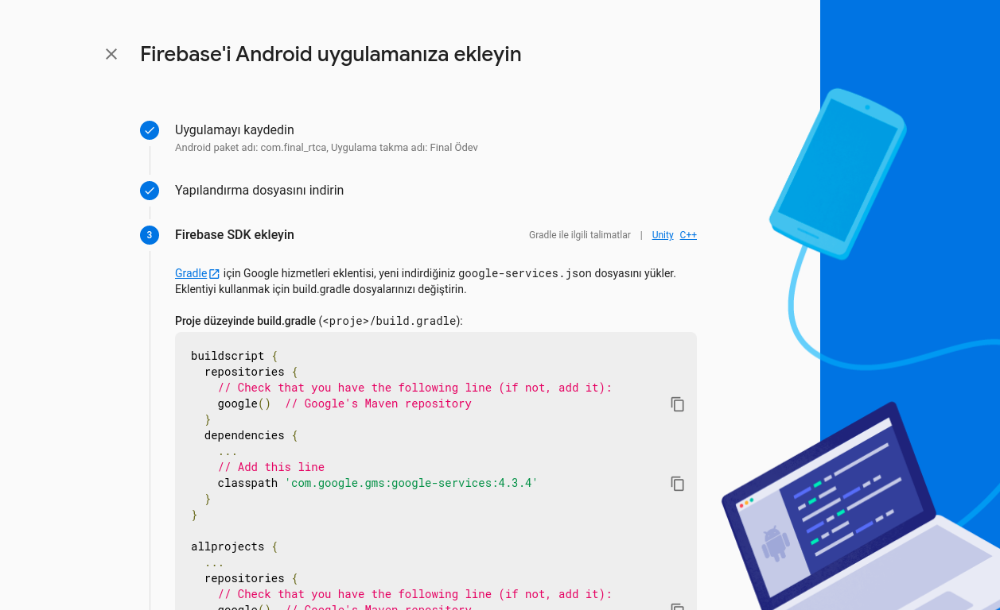 Firebase'i Android uygulamanıza ekleyin
Uygulamayı kaydedin
Android paket adı: com.final_rtca, Uygulama takma adı: Final Ödev
Yapılandırma dosyasını indirin
3 Firebase SDK ekleyin Gradle ile ilgili talimatlar | Unity C++
Gradle için Google hizmetleri eklentisi, yeni indirdiğiniz google-services.json dosyasını yükler.
Eklentiyi kullanmak için build.gradle dosyalarınızı değiştirin.
Proje düzeyinde build.gradle (<proje>/build.gradle):
buildscript {
  repositories {
    // Check that you have the following line (if not, add it):
    google()  // Google's Maven repository
  }
  dependencies {
    ...
    // Add this line
    classpath 'com.google.gms:google-services:4.3.4'
  }
}
allprojects {
  ...
  repositories {
    // Check that you have the following line (if not, add it):
    google()  // Google's Maven repository